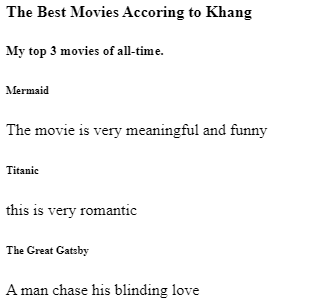 The Best Movies Accoring to Khang
My top 3 movies of all-time.
Mermaid
The movie is very meaningful and funny
Titanic
this is very romantic
The Great Gatsby
A man chase his blinding love